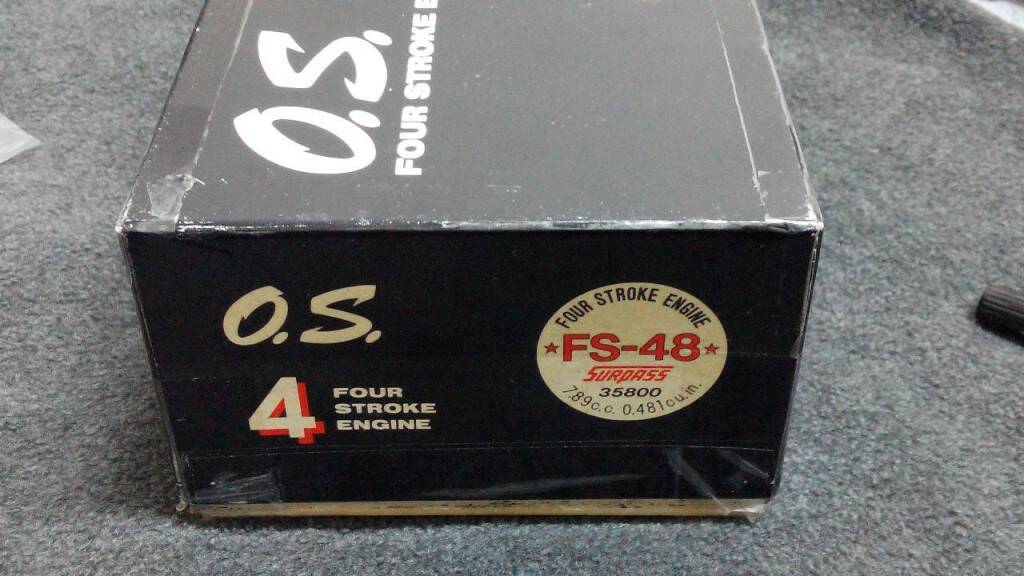 O.S.
FOUR STROKE E
O.S.
4 FOUR
STROKE
ENGINE
FOUR STROKE ENGINE
★FS-48★
SURPASS
35800
7.89c.c. 0.481cu.in.